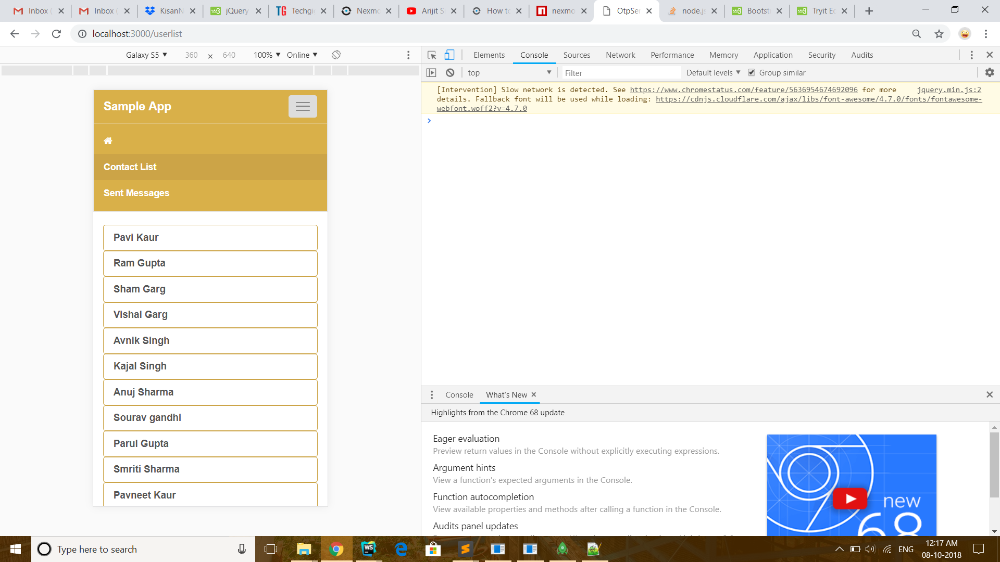 Inbox (
Inbox (
KisanN
jQuery
Techgi
Nexmo
Arijit S
How to
nexmo
OtpSer
node.js
Bootst
Tryit Ed
localhost:3000/userlist
Galaxy S5 ▼ 360 × 640 100% ▼ Online ▼
Elements Console Sources Network Performance Memory Application Security Audits
top ▼ Filter Default levels ▼ Group similar
[Intervention] Slow network is detected. See https://www.chromestatus.com/feature/5636954674692096 for more jquery.min.js:2
details. Fallback font will be used while loading: https://cdnjs.cloudflare.com/ajax/libs/font-awesome/4.7.0/fonts/fontawesome-
webfont.woff2?v=4.7.0
Sample App
Contact List
Sent Messages
Pavi Kaur
Ram Gupta
Sham Garg
Vishal Garg
Avnik Singh
Kajal Singh
Anuj Sharma
Sourav gandhi
Parul Gupta
Smriti Sharma
Pavneet Kaur
Console What's New
Highlights from the Chrome 68 update
Eager evaluation
Preview return values in the Console without explicitly executing expressions.
Argument hints
View a function's expected arguments in the Console.
Function autocompletion
View available properties and methods after calling a function in the Console.
Audits panel updates
new
68
Type here to search
ENG
12:17 AM
08-10-2018